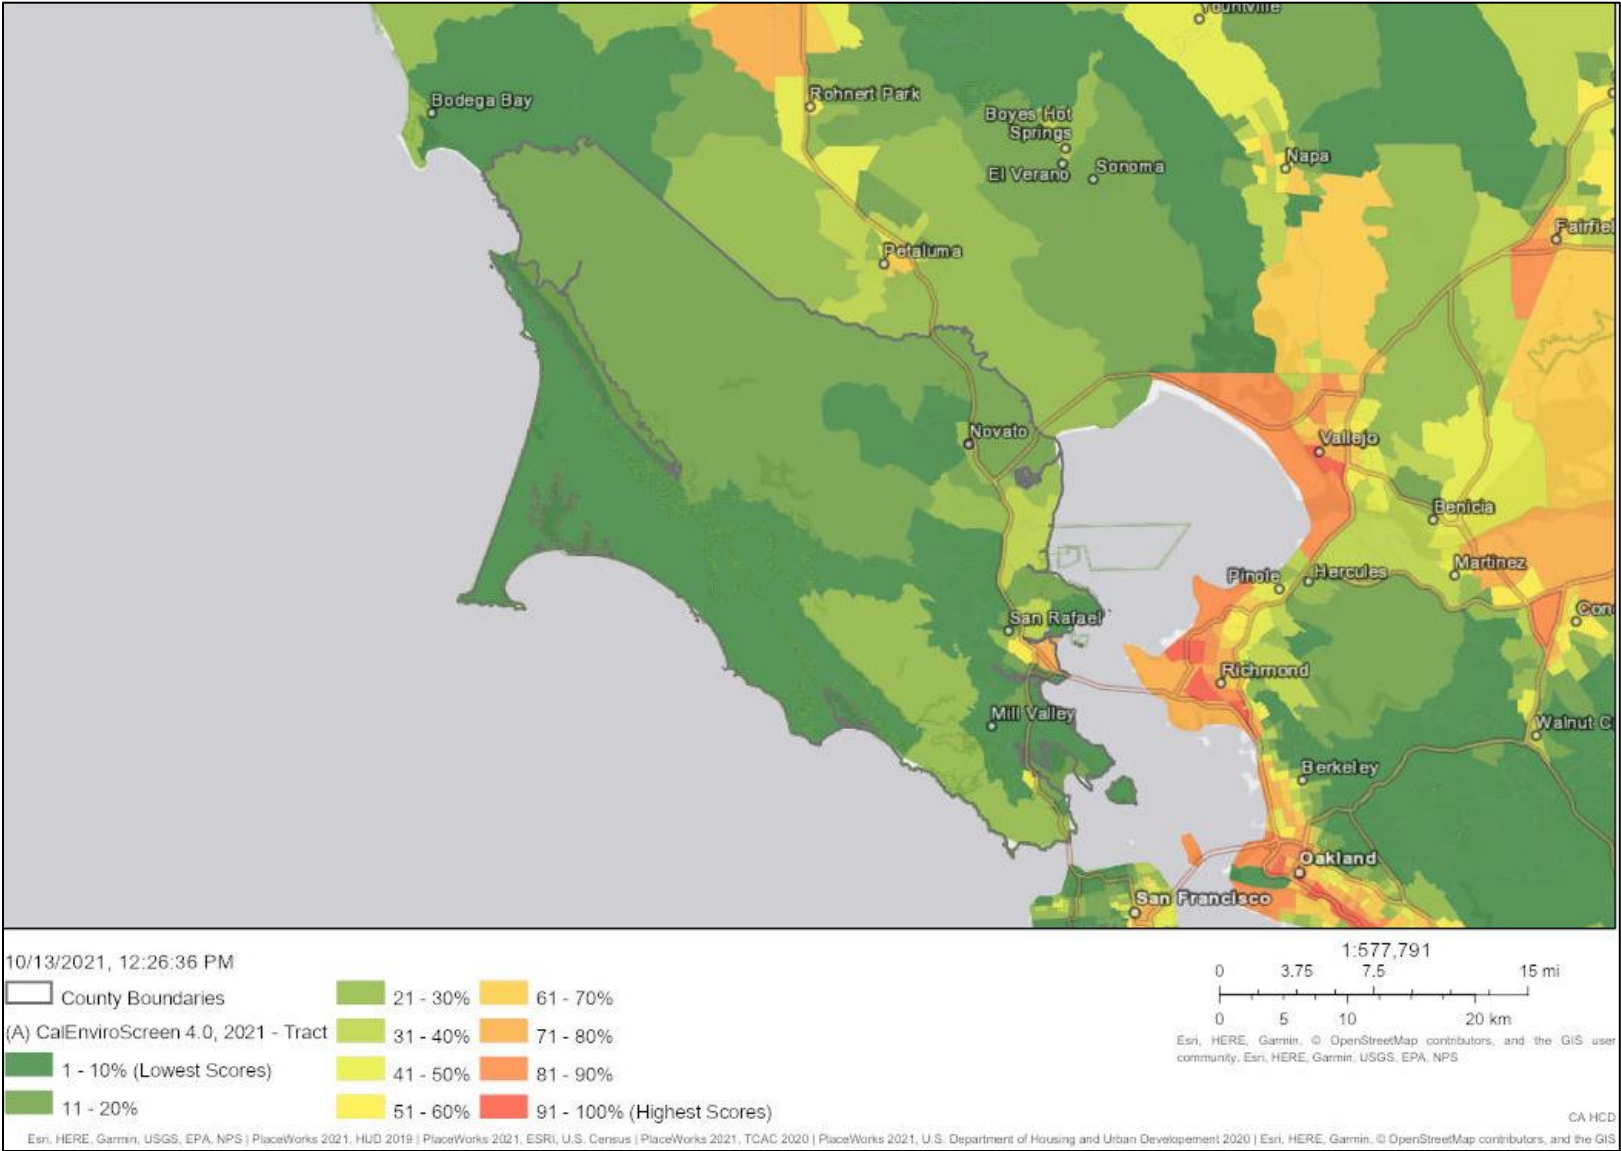 Yountville
Bodega Bay
Rohnert Park
Boyes Hot
Springs
El Verano
Sonoma
Napa
Fairfiel
Petaluma
Novato
Vallejo
Benicia
Martinez
Pinole
Hercules
Con
San Rafael
Richmond
Mill Valley
Walnut C
Berkeley
Oakland
San Francisco
10/13/2021, 12:26:36 PM
County Boundaries
(A) CalEnviroScreen 4.0, 2021 - Tract
1 - 10% (Lowest Scores)
11 - 20%
21 - 30%
31 - 40%
41 - 50%
51 - 60%
61 - 70%
71 - 80%
81 - 90%
91 - 100% (Highest Scores)
1:577,791
0 3.75 7.5 15 mi
0 5 10 20 km
Esri, HERE, Garmin, © OpenStreetMap contributors, and the GIS user
community, Esri, HERE, Garmin, USGS, EPA, NPS
CA HCD
Esri, HERE, Garmin, USGS, EPA, NPS | PlaceWorks 2021, HUD 2019 | PlaceWorks 2021, ESRI, U.S. Census | PlaceWorks 2021, TCAC 2020 | PlaceWorks 2021, U.S. Department of Housing and Urban Developement 2020 | Esri, HERE, Garmin, © OpenStreetMap contributors, and the GIS